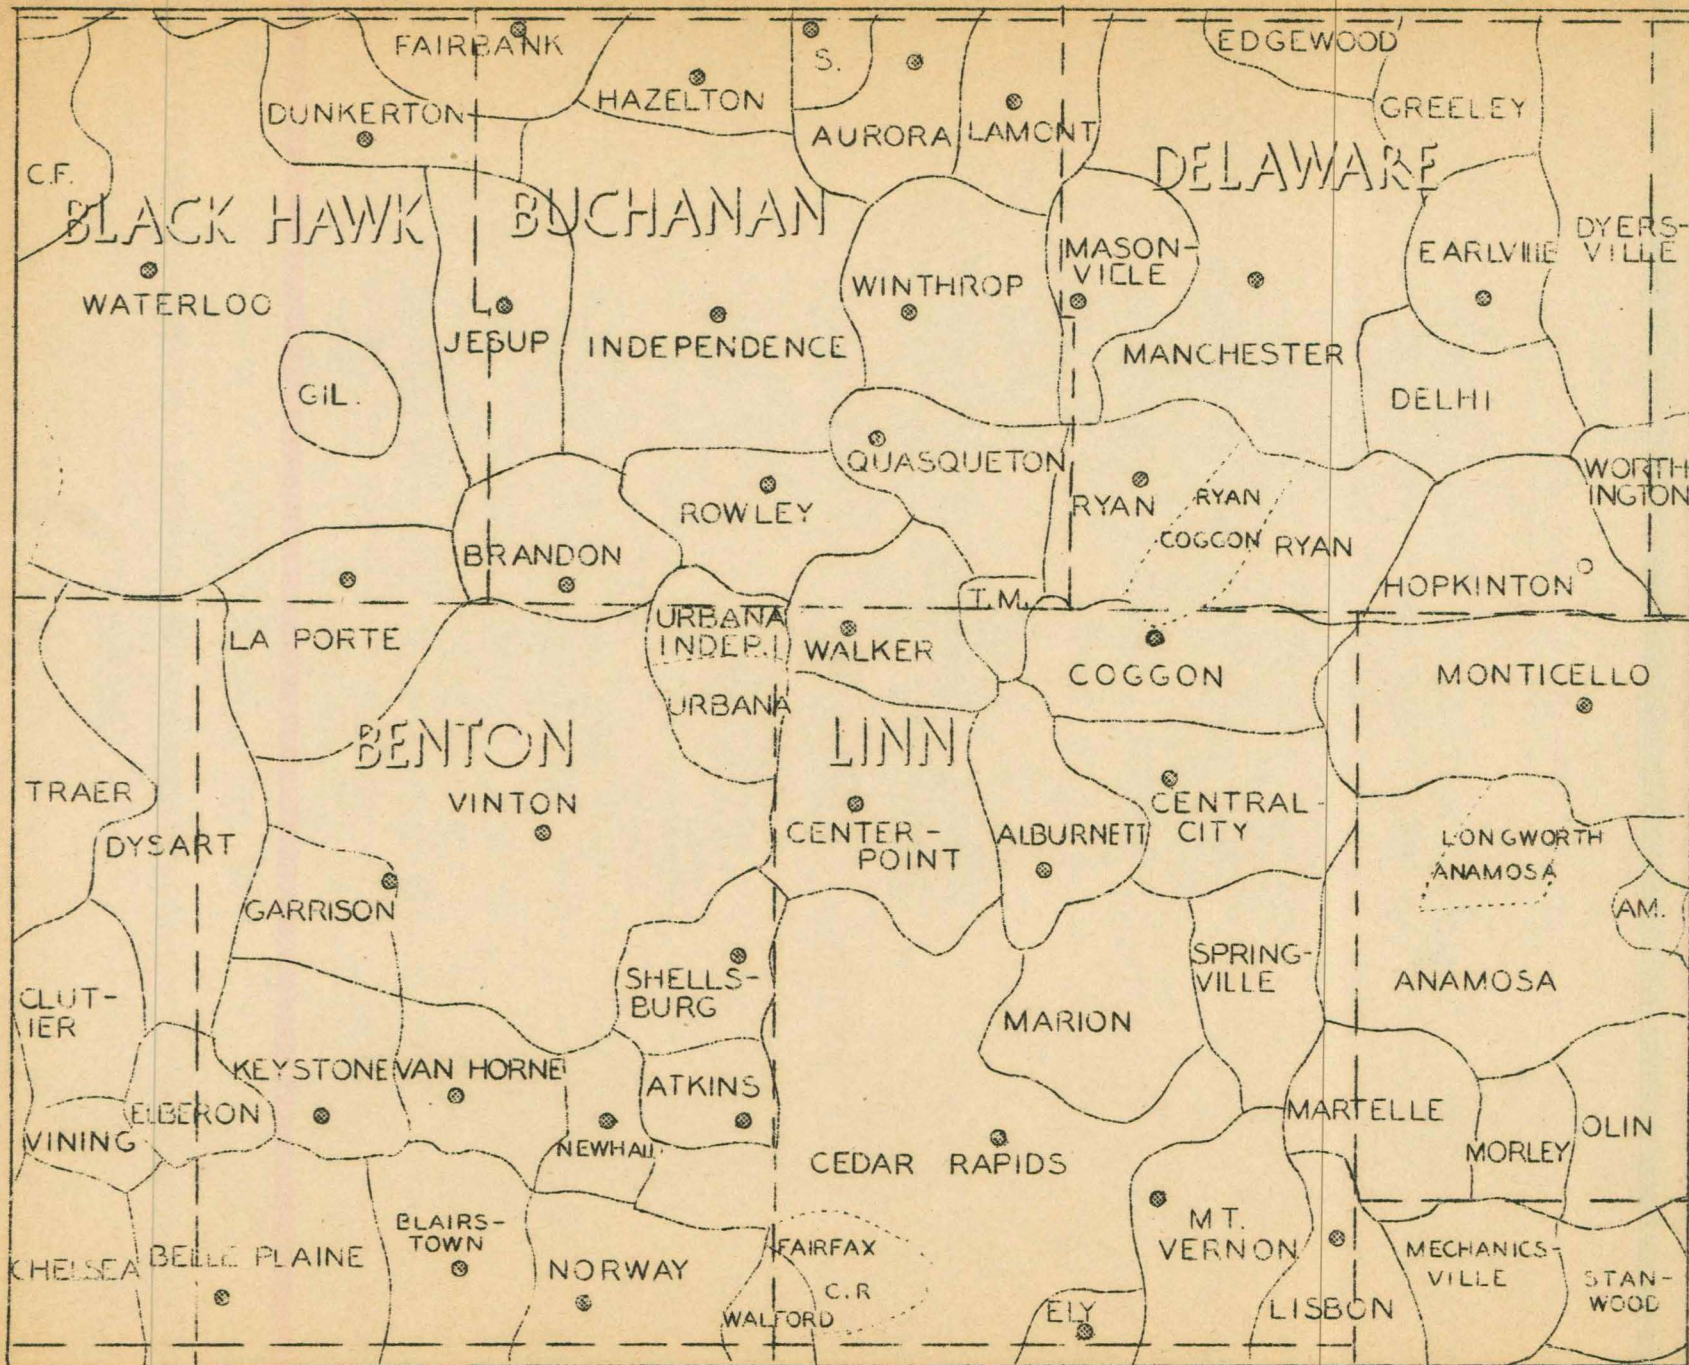 FAIRBANK
S.
EDGEWOOD
DUNKERTON
HAZELTON
AURORA
LAMONT
GREELEY
C.F.
DELAWARE
BLACK HAWK
BUCHANAN
WATERLOO
JESUP
INDEPENDENCE
WINTHROP
MASON-
VILLE
MANCHESTER
EARLVILLE
DYERS-
VILLE
GIL.
DELHI
QUASQUETON
ROWLEY
BRANDON
RYAN
RYAN
COGGON
RYAN
WORTH
INGTON
HOPKINTON
LA PORTE
URBANA
INDEP.
URBANA
WALKER
T.M.
COGGON
MONTICELLO
BENTON
LINN
TRAER
VINTON
DYSART
CENTER-
POINT
ALBURNETT
CENTRAL
CITY
LONGWORTH
ANAMOSA
GARRISON
AM.
SHELLS-
BURG
SPRING-
VILLE
ANAMOSA
CLUT-
IER
MARION
KEYSTONE
VAN HORNE
ATKINS
ELBERON
VINING
NEWHALL
CEDAR RAPIDS
MARTELLE
MORLEY
OLIN
CHELSEA
BELLE PLAINE
BLAIRS-
TOWN
NORWAY
FAIRFAX
C.R
WALFORD
ELY
MT.
VERNON
LISBON
MECHANICS-
VILLE
STAN-
WOOD